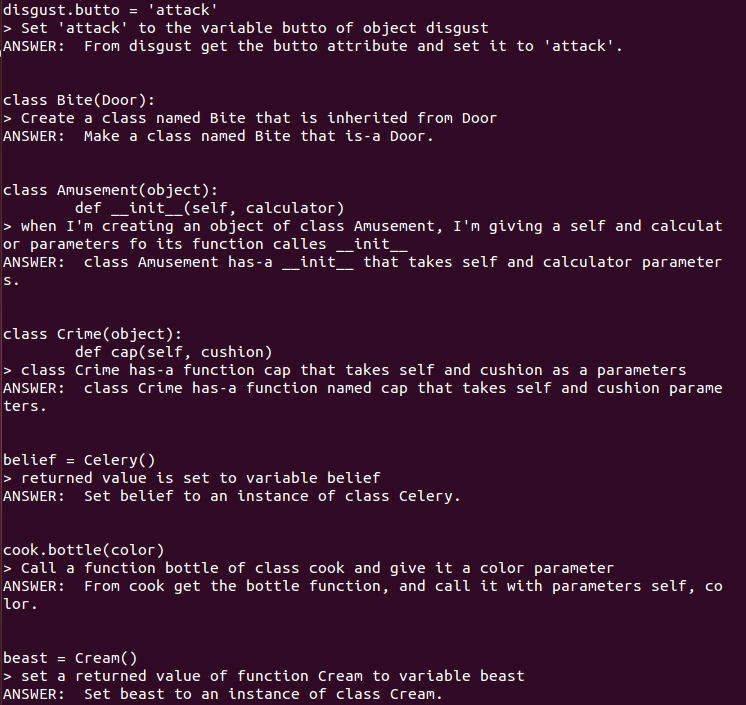 disgust.butto = 'attack'
> Set 'attack' to the variable butto of object disgust
ANSWER:  From disgust get the butto attribute and set it to 'attack'.
class Bite(Door):
> Create a class named Bite that is inherited from Door
ANSWER:  Make a class named Bite that is-a Door.
class Amusement(object):
        def __init__(self, calculator)
> when I'm creating an object of class Amusement, I'm giving a self and calculat
or parameters fo its function calles __init__
ANSWER:  class Amusement has-a __init__ that takes self and calculator parameter
s.
class Crime(object):
        def cap(self, cushion)
> class Crime has-a function cap that takes self and cushion as a parameters
ANSWER:  class Crime has-a function named cap that takes self and cushion parame
ters.
belief = Celery()
> returned value is set to variable belief
ANSWER:  Set belief to an instance of class Celery.
cook.bottle(color)
> Call a function bottle of class cook and give it a color parameter
ANSWER:  From cook get the bottle function, and call it with parameters self, co
lor.
beast = Cream()
> set a returned value of function Cream to variable beast
ANSWER:  Set beast to an instance of class Cream.